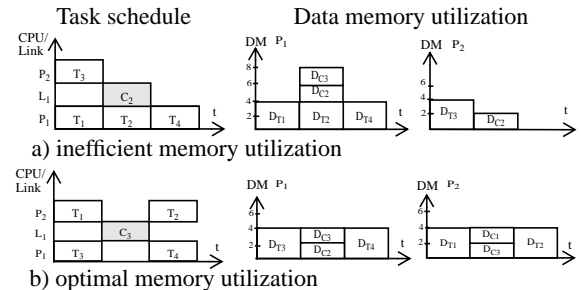 Task schedule Data memory utilization
CPU/
Link
DM P1
DM P2
P2 T3
L1 C2
P1 T1 T2 T4 t
8
6
4
2
DC3
DC2
DT1 DT2 DT4 t
6
4
2
DT3 DC2 t
a) inefficient memory utilization
CPU/
Link
DM P1
DM P2
P2 T1 T2
L1 C3
P1 T3 T4 t
6
4
2
DT3 DC3 DT4 t
DC2
6
4
2
DT1 DC1 DT2 t
DC3
b) optimal memory utilization